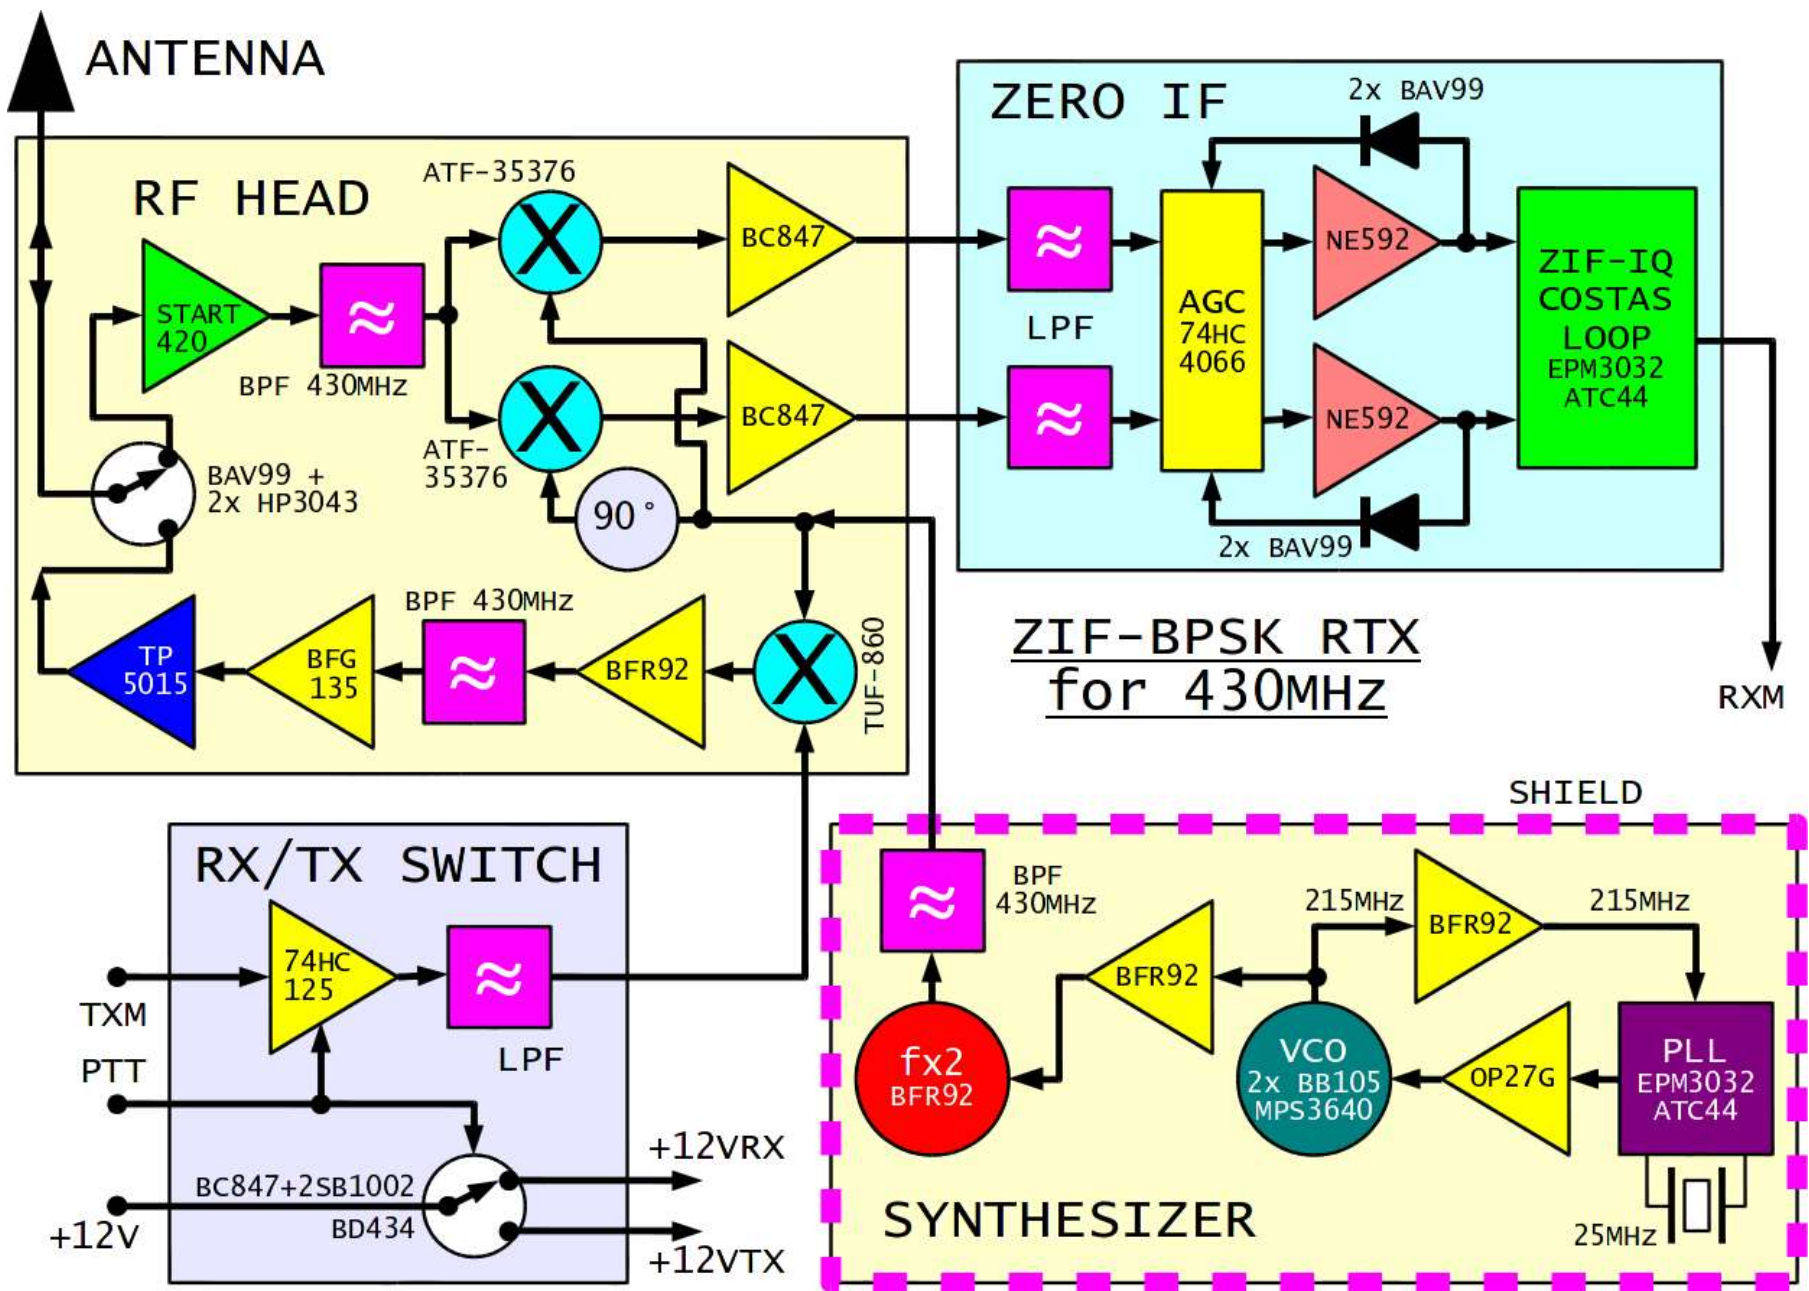 ANTENNA
RF HEAD
ATF-35376
X
BC847
START
420
BPF 430MHz
ATF-
35376
X
BC847
BAV99 +
2x HP3043
90°
BPF 430MHz
TP
5015
BFG
135
BFR92
X
TUF-860
ZERO IF
2x BAV99
LPF
AGC
74HC
4066
NE592
NE592
2x BAV99
ZIF-IQ
COSTAS
LOOP
EPM3032
ATC44
RXM
ZIF-BPSK RTX
for 430MHz
RX/TX SWITCH
74HC
125
LPF
TXM
PTT
+12V
BC847+2SB1002
BD434
+12VRX
+12VTX
SHIELD
BPF
430MHz
215MHz
BFR92
215MHz
BFR92
fx2
BFR92
VCO
2x BB105
MPS3640
OP27G
PLL
EPM3032
ATC44
25MHz
SYNTHESIZER